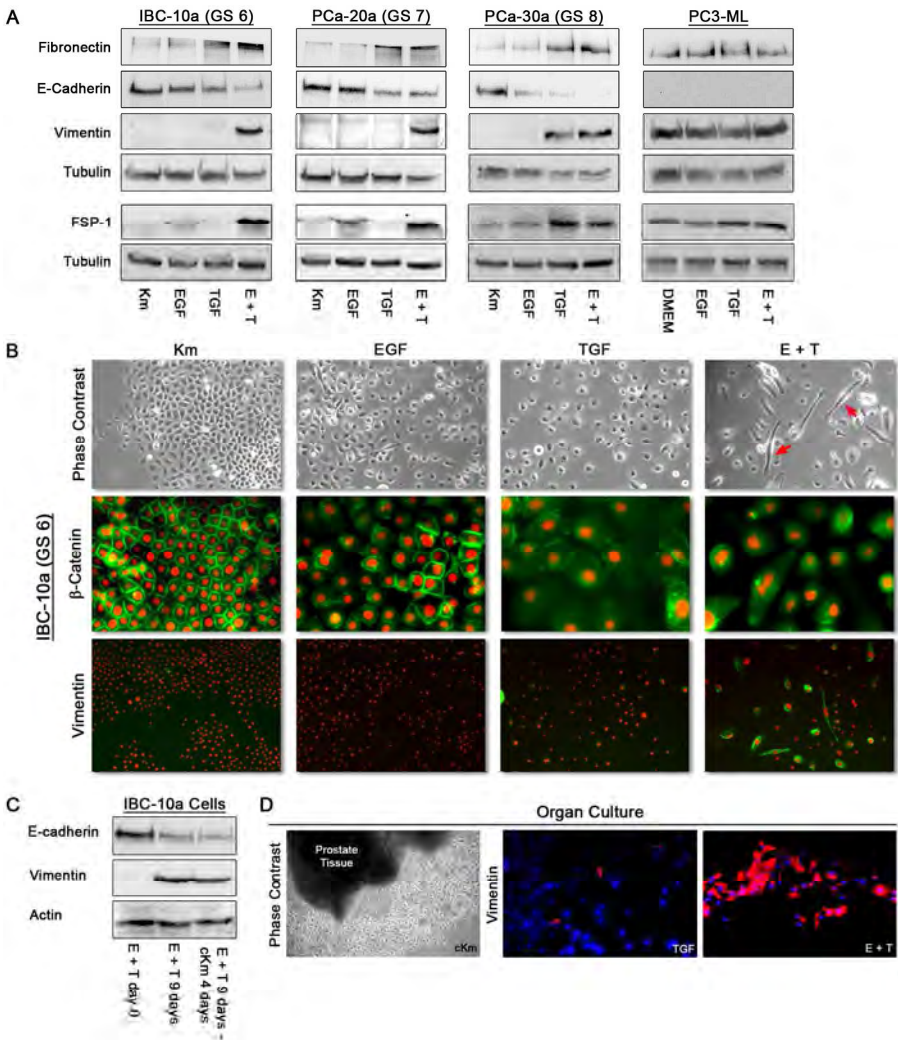 A
IBC-10a (GS 6) PCa-20a (GS 7) PCa-30a (GS 8) PC3-ML
Fibronectin
E-Cadherin
Vimentin
Tubulin
FSP-1
Tubulin
Km EGF TGF E + T Km EGF TGF E + T Km EGF TGF E + T DMEM EGF TGF E + T
B
Km EGF TGF E + T
IBC-10a (GS 6)
Phase Contrast
β-Catenin
Vimentin
C
IBC-10a Cells
E-cadherin
Vimentin
Actin
E + T day 0
E + T 9 days
E + T 9 days -
cKm 4 days
D
Organ Culture
Phase Contrast
Prostate
Tissue
cKm
Vimentin
TGF
E + T